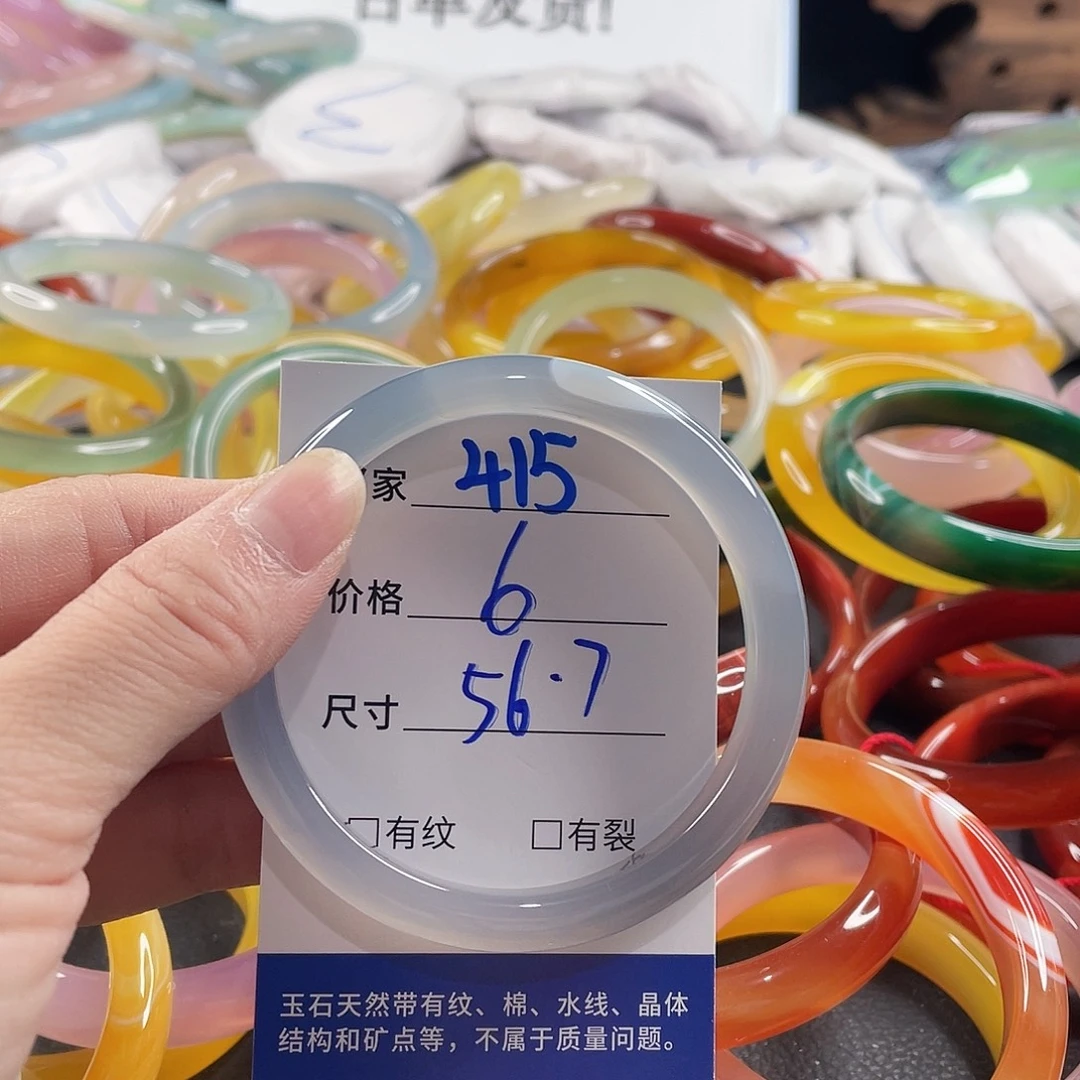 家 415
价格 6
尺寸 56.7
□有纹 □有裂
玉石天然带有纹、棉、水线、晶体
结构和矿点等，不属于质量问题。